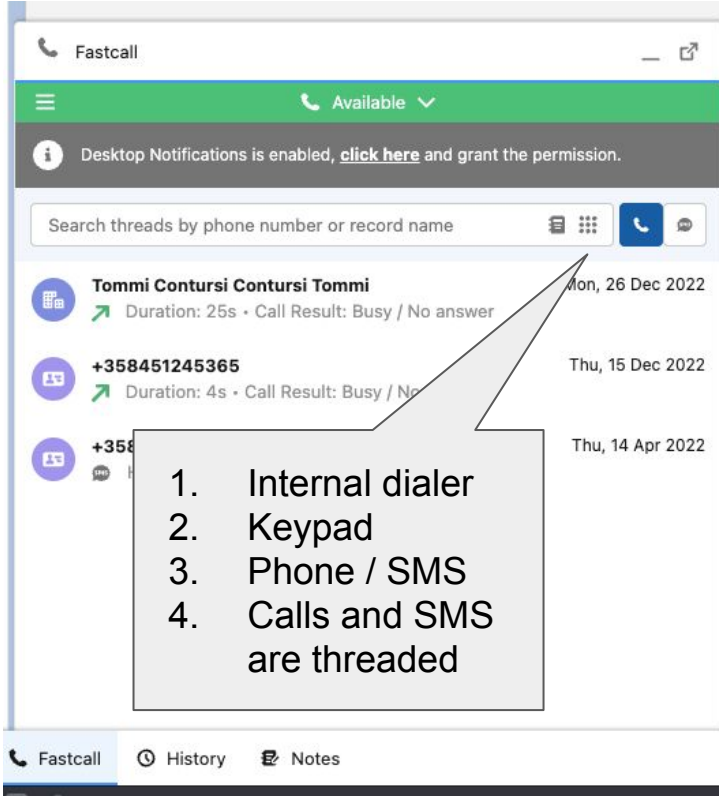 Fastcall
Available
Desktop Notifications is enabled, click here and grant the permission.
Search threads by phone number or record name
Tommi Contursi Contursi Tommi
Mon, 26 Dec 2022
Duration: 25s • Call Result: Busy / No answer
+358451245365
Thu, 15 Dec 2022
Duration: 4s • Call Result: Busy /
Thu, 14 Apr 2022
SMS
1. Internal dialer
2. Keypad
3. Phone / SMS
4. Calls and SMS
are threaded
Fastcall
History
Notes